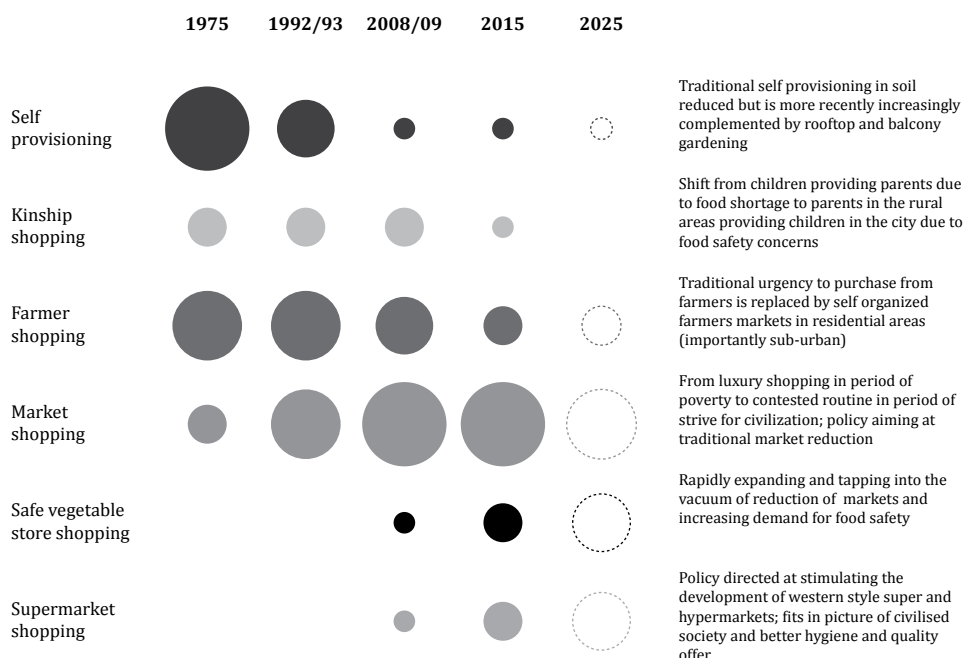 1975 1992/93 2008/09 2015 2025
Self
provisioning
Traditional self provisioning in soil
reduced but is more recently increasingly
complemented by rooftop and balcony
gardening
Kinship
shopping
Shift from children providing parents due
to food shortage to parents in the rural
areas providing children in the city due to
food safety concerns
Farmer
shopping
Traditional urgency to purchase from
farmers is replaced by self organized
farmers markets in residential areas
(importantly sub-urban)
Market
shopping
From luxury shopping in period of
poverty to contested routine in period of
strive for civilization; policy aiming at
traditional market reduction
Safe vegetable
store shopping
Rapidly expanding and tapping into the
vacuum of reduction of markets and
increasing demand for food safety
Supermarket
shopping
Policy directed at stimulating the
development of western style super and
hypermarkets; fits in picture of civilised
society and better hygiene and quality
offer